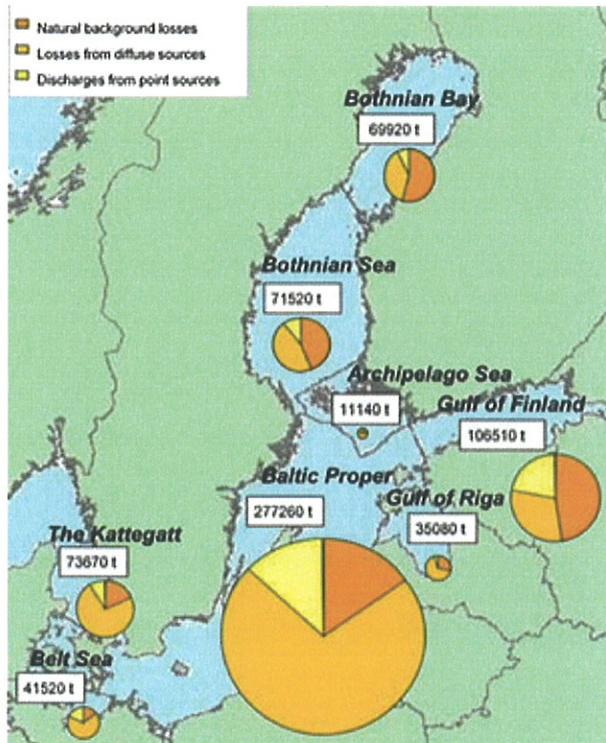 Natural background losses
Losses from diffuse sources
Discharges from point sources
Bothnian Bay
69920 t
Bothnian Sea
71520 t
Archipelago Sea
11140 t
Gulf of Finland
106510 t
Baltic Proper
277260 t
Gulf of Riga
35080 t
The Kattegatt
73670 t
Belt Sea
41520 t